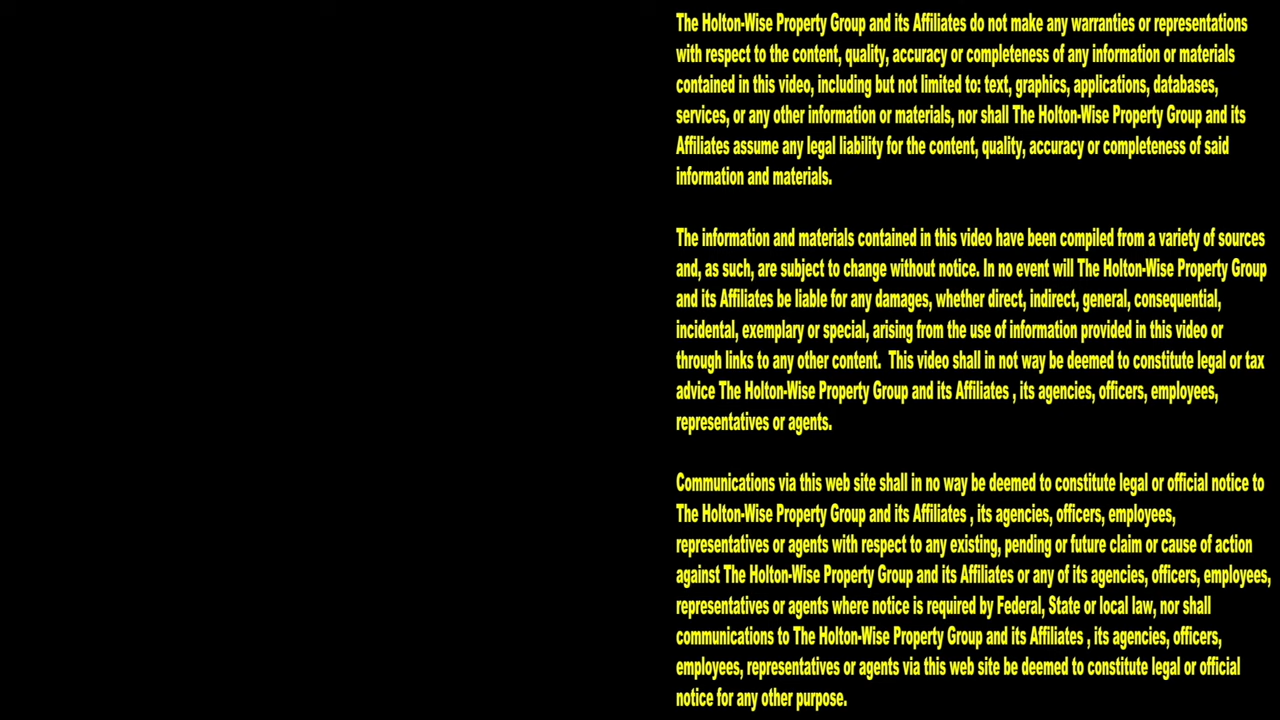 The Holton-Wise Property Group and its Affiliates do not make any warranties or representations
with respect to the content, quality, accuracy or completeness of any information or materials
contained in this video, including but not limited to: text, graphics, applications, databases,
services, or any other information or materials, nor shall The Holton-Wise Property Group and its
Affiliates assume any legal liability for the content, quality, accuracy or completeness of said
information and materials.
The information and materials contained in this video have been compiled from a variety of sources
and, as such, are subject to change without notice. In no event will The Holton-Wise Property Group
and its Affiliates be liable for any damages, whether direct, indirect, general, consequential,
incidental, exemplary or special, arising from the use of information provided in this video or
through links to any other content.  This video shall in not way be deemed to constitute legal or tax
advice The Holton-Wise Property Group and its Affiliates , its agencies, officers, employees,
representatives or agents.
Communications via this web site shall in no way be deemed to constitute legal or official notice to
The Holton-Wise Property Group and its Affiliates , its agencies, officers, employees,
representatives or agents with respect to any existing, pending or future claim or cause of action
against The Holton-Wise Property Group and its Affiliates or any of its agencies, officers, employees,
representatives or agents where notice is required by Federal, State or local law, nor shall
communications to The Holton-Wise Property Group and its Affiliates , its agencies, officers,
employees, representatives or agents via this web site be deemed to constitute legal or official
notice for any other purpose.